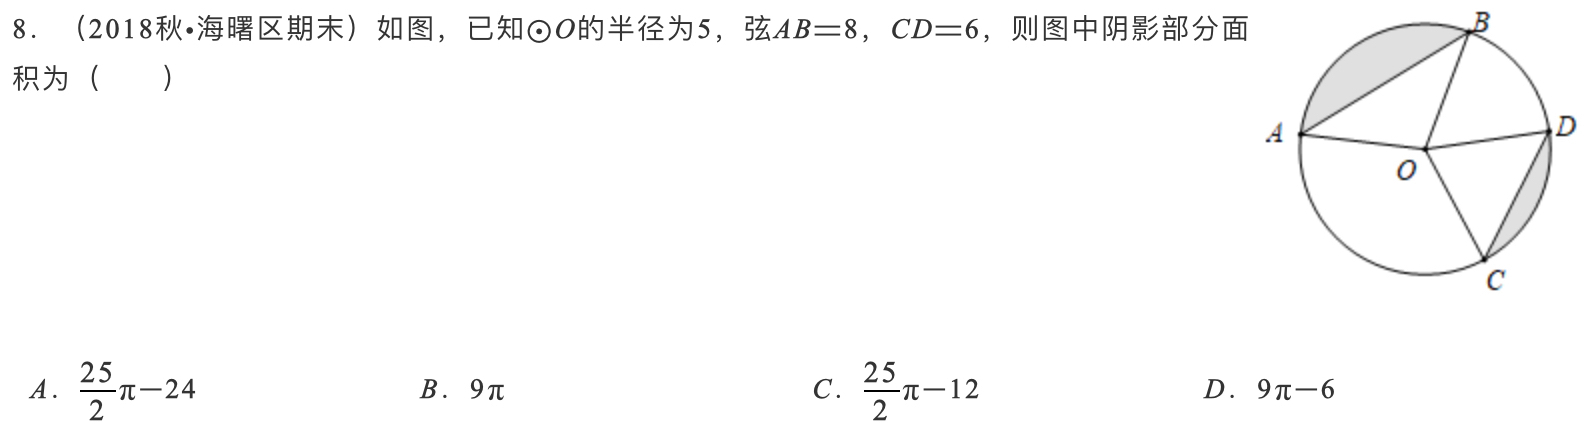 8. （2018秋•海曙区期末）如图，已知⊙O的半径为5，弦AB＝8，CD＝6，则图中阴影部分面
积为（　　）
B
A
D
O
C
A. 25/2π－24 B. 9π C. 25/2π－12 D. 9π－6